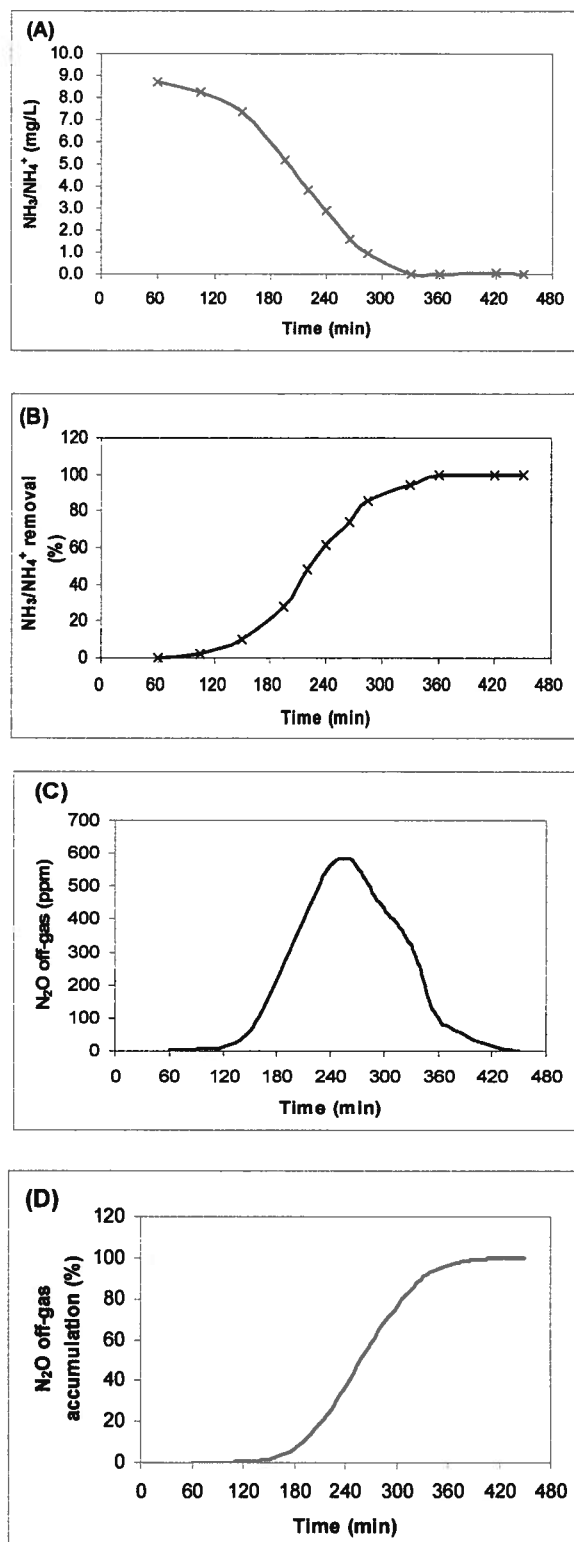 (A)
NH₃/NH₄⁺ (mg/L)
10.0
9.0
8.0
7.0
6.0
5.0
4.0
3.0
2.0
1.0
0.0
0 60 120 180 240 300 360 420 480
Time (min)
(B)
NH₃/NH₄⁺ removal
(%)
120
100
80
60
40
20
0
0 60 120 180 240 300 360 420 480
Time (min)
(C)
N₂O off-gas (ppm)
700
600
500
400
300
200
100
0
0 60 120 180 240 300 360 420 480
Time (min)
(D)
N₂O off-gas
accumulation (%)
120
100
80
60
40
20
0
0 60 120 180 240 300 360 420 480
Time (min)